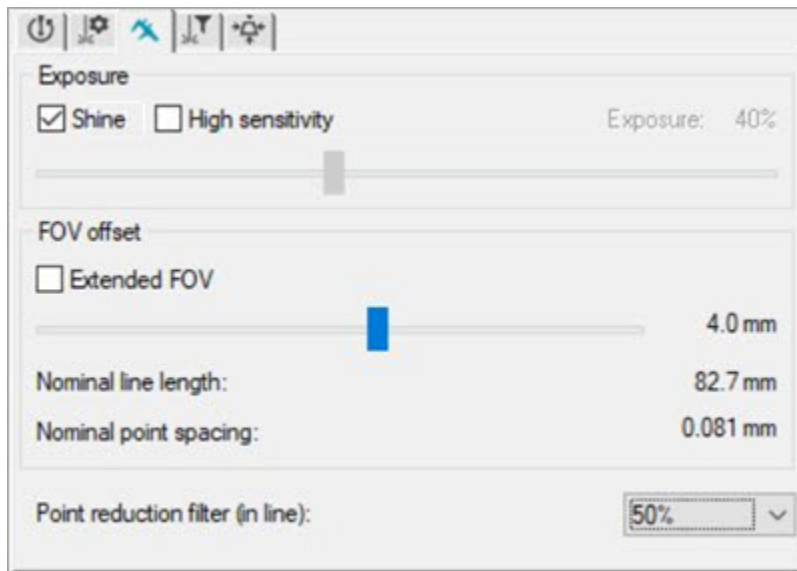 Exposure
Shine High sensitivity Exposure: 40%
FOV offset
Extended FOV
4.0 mm
Nominal line length: 82.7 mm
Nominal point spacing: 0.081 mm
Point reduction filter (in line): 50%